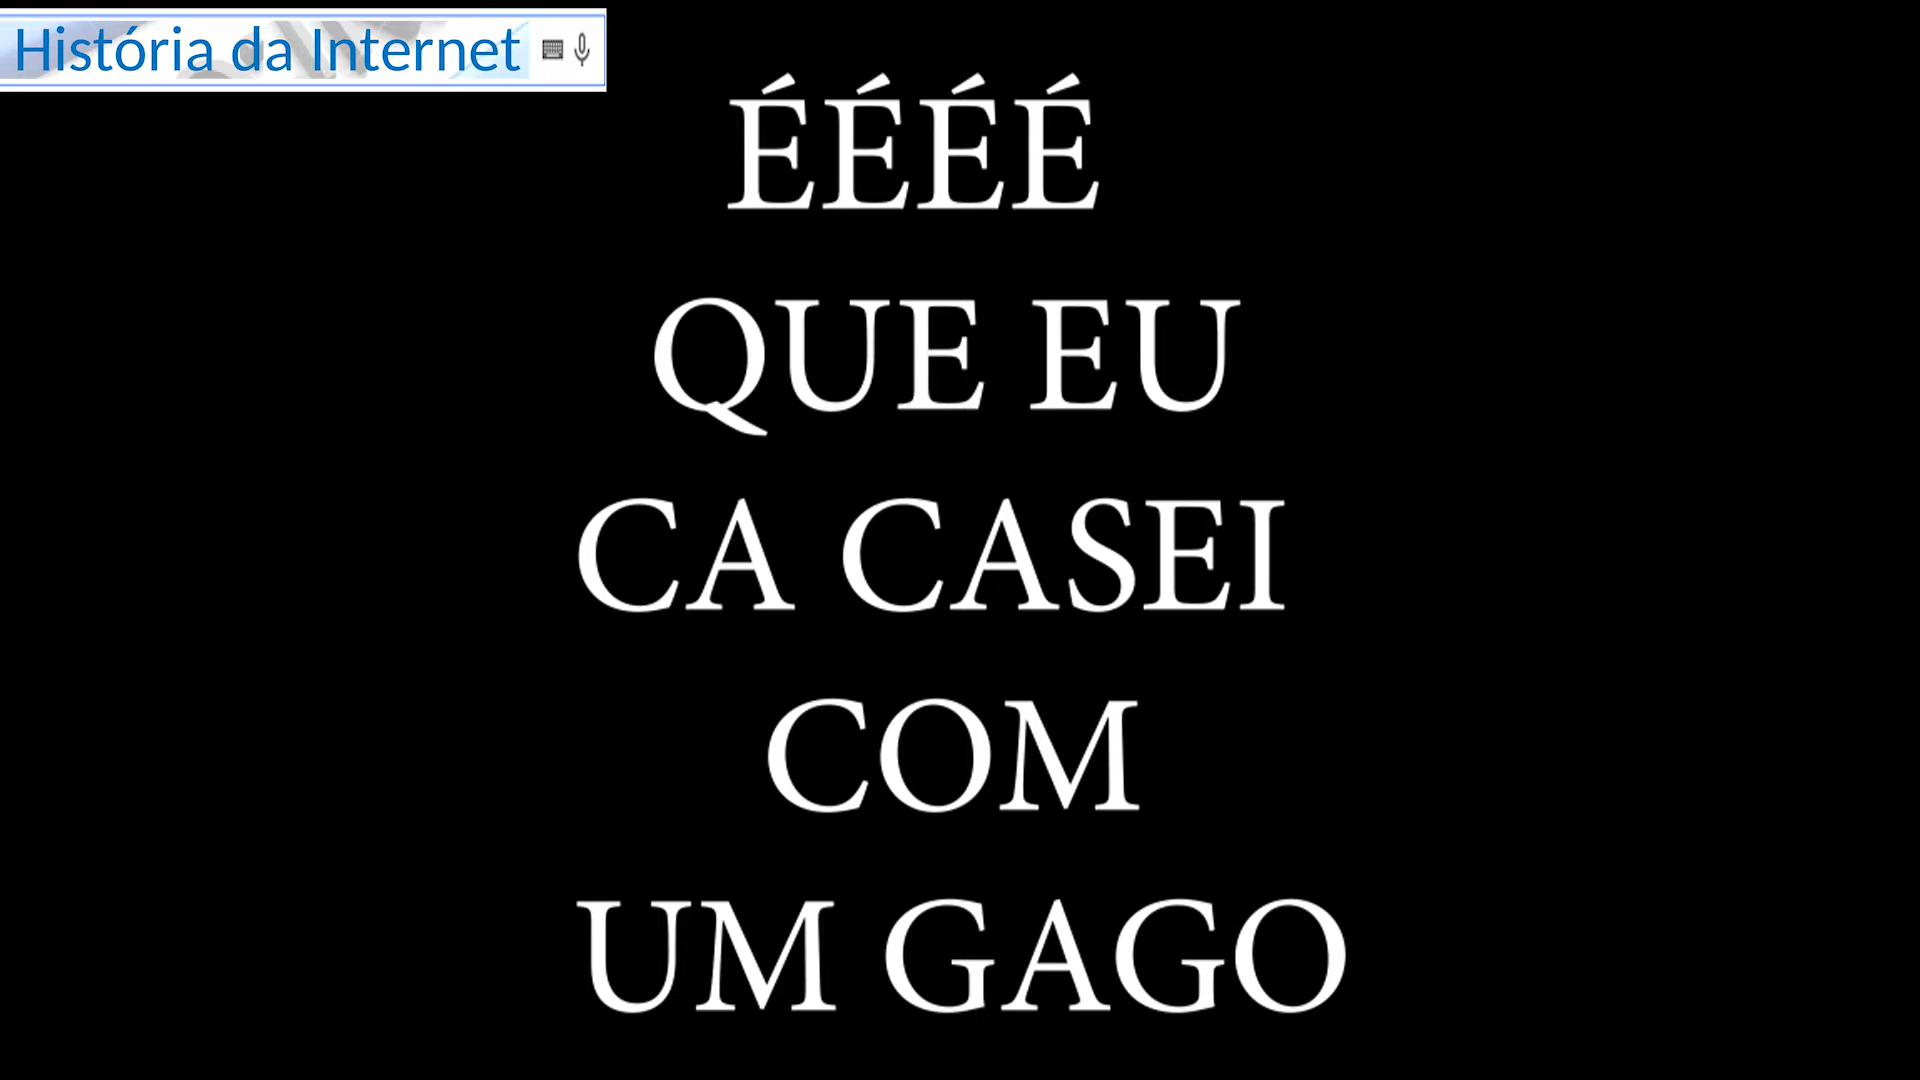 História da Internet
ÉÉÉÉ
QUE EU
CA CASEI
COM
UM GAGO